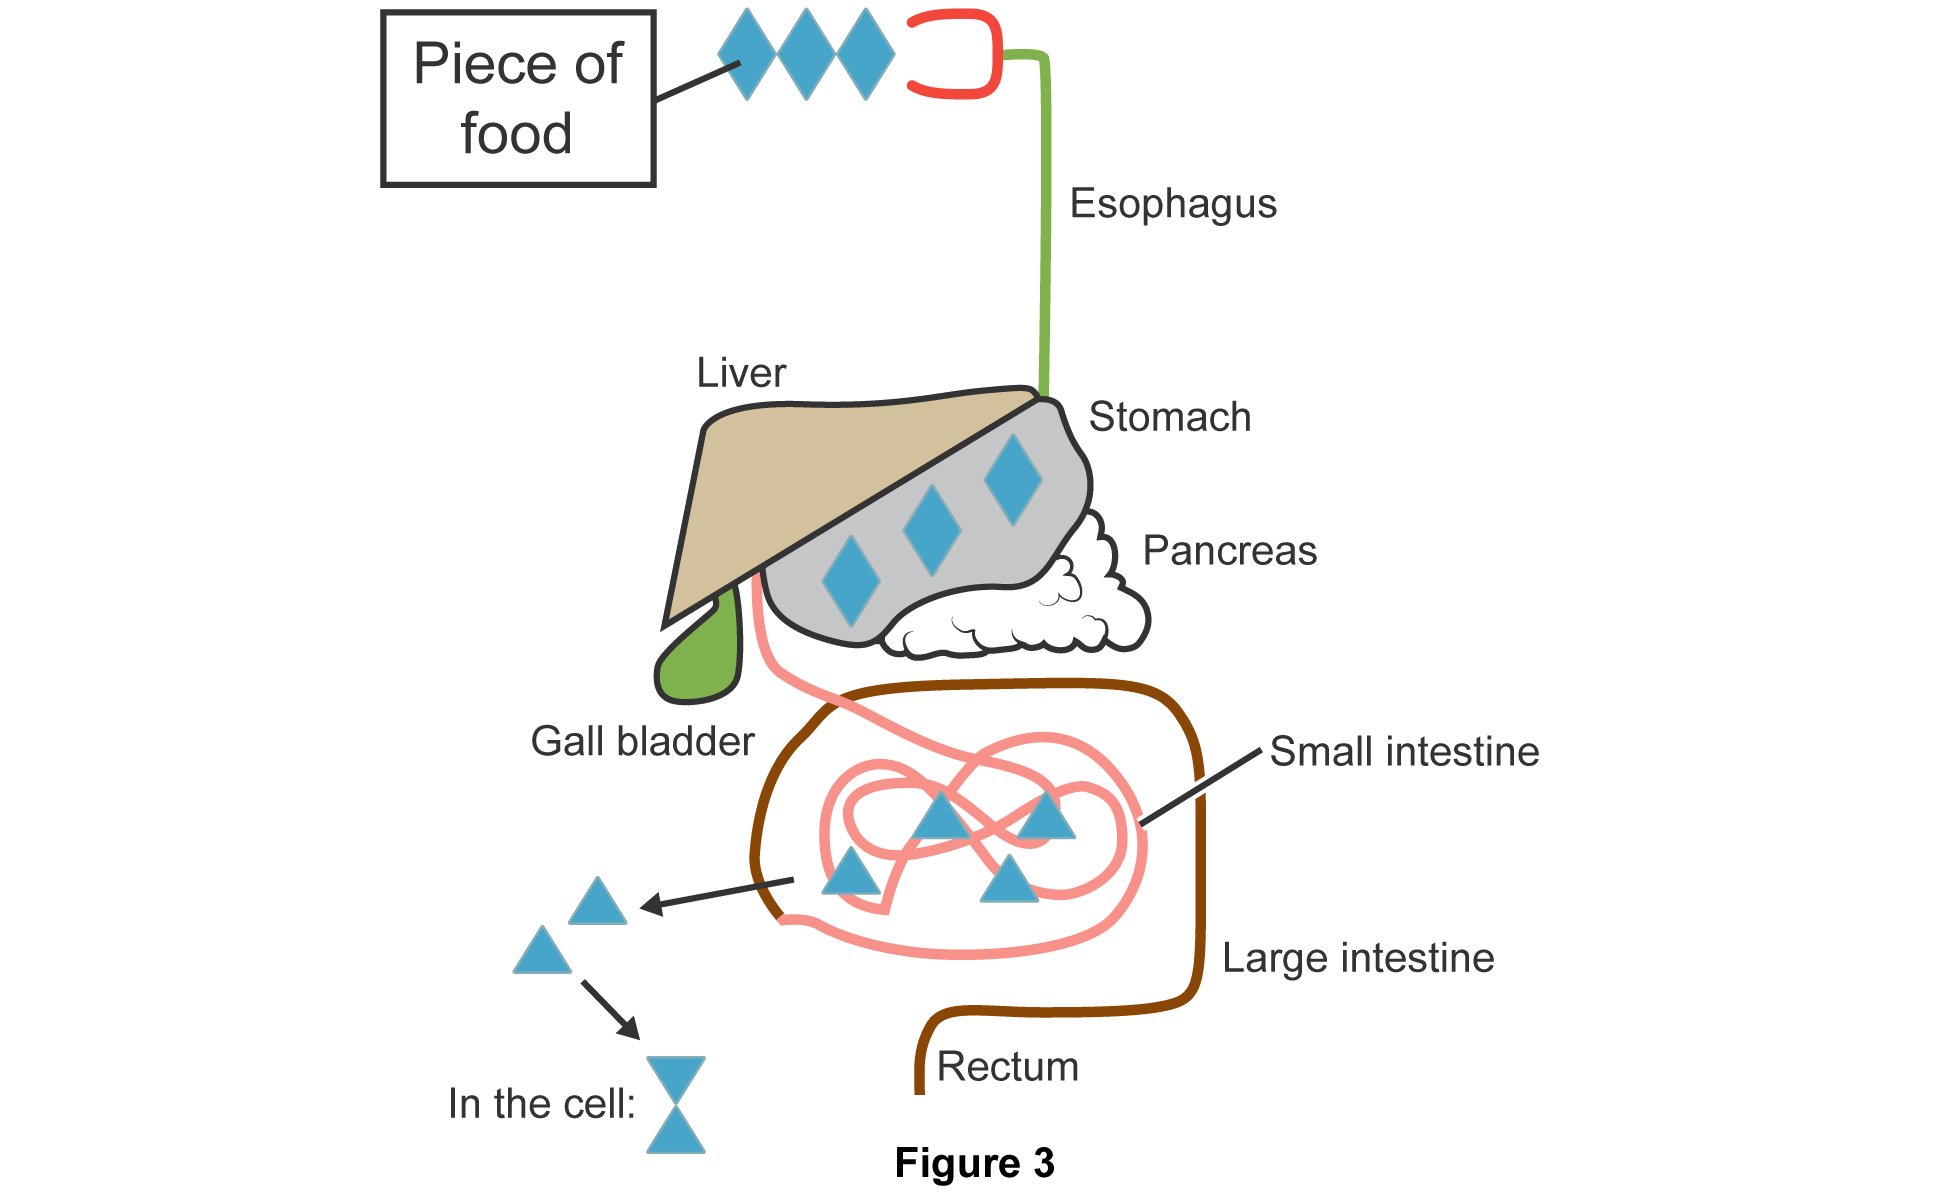 Piece of
food
Esophagus
Liver
Stomach
Pancreas
Gall bladder
Small intestine
Large intestine
Rectum
In the cell:
Figure 3